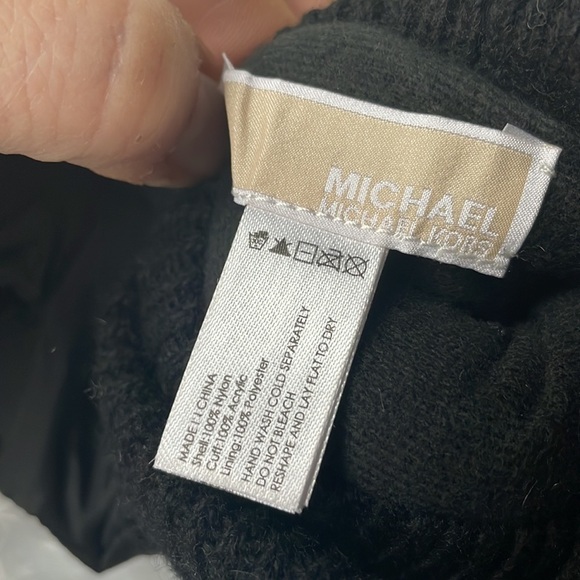 MICHAEL
MICHAEL KORS
MADE IN CHINA
Shell:100% Nylon
Cuff:100% Acrylic
Lining:100% Polyester
HAND WASH COLD SEPARATELY
DO NOT BLEACH
RESHAPE AND LAY FLAT TO DRY